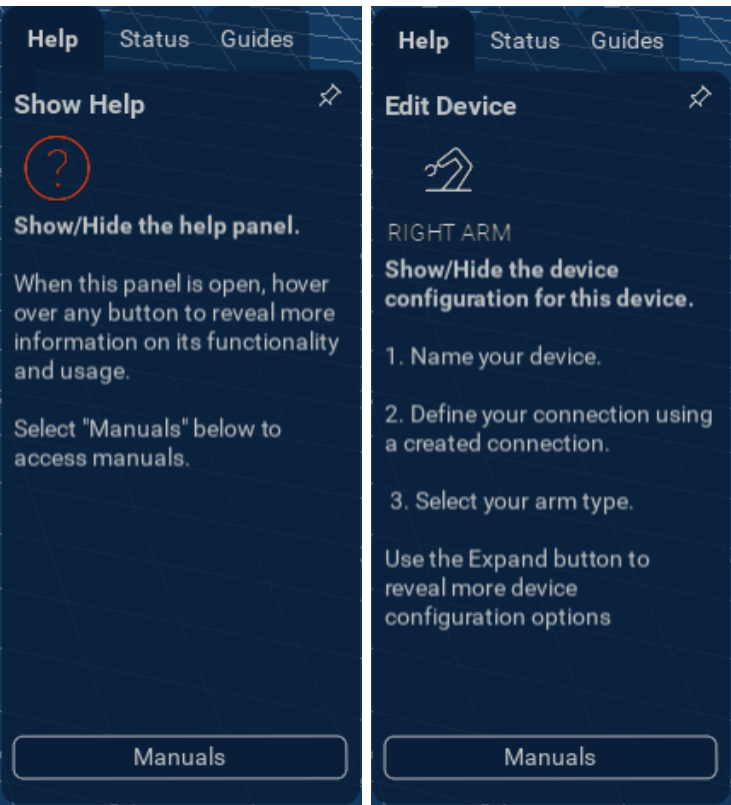 Help Status Guides
Show Help
?
Show/Hide the help panel.
When this panel is open, hover
over any button to reveal more
information on its functionality
and usage.
Select "Manuals" below to
access manuals.
Manuals
Help Status Guides
Edit Device
RIGHT ARM
Show/Hide the device
configuration for this device.
1. Name your device.
2. Define your connection using
a created connection.
3. Select your arm type.
Use the Expand button to
reveal more device
configuration options
Manuals